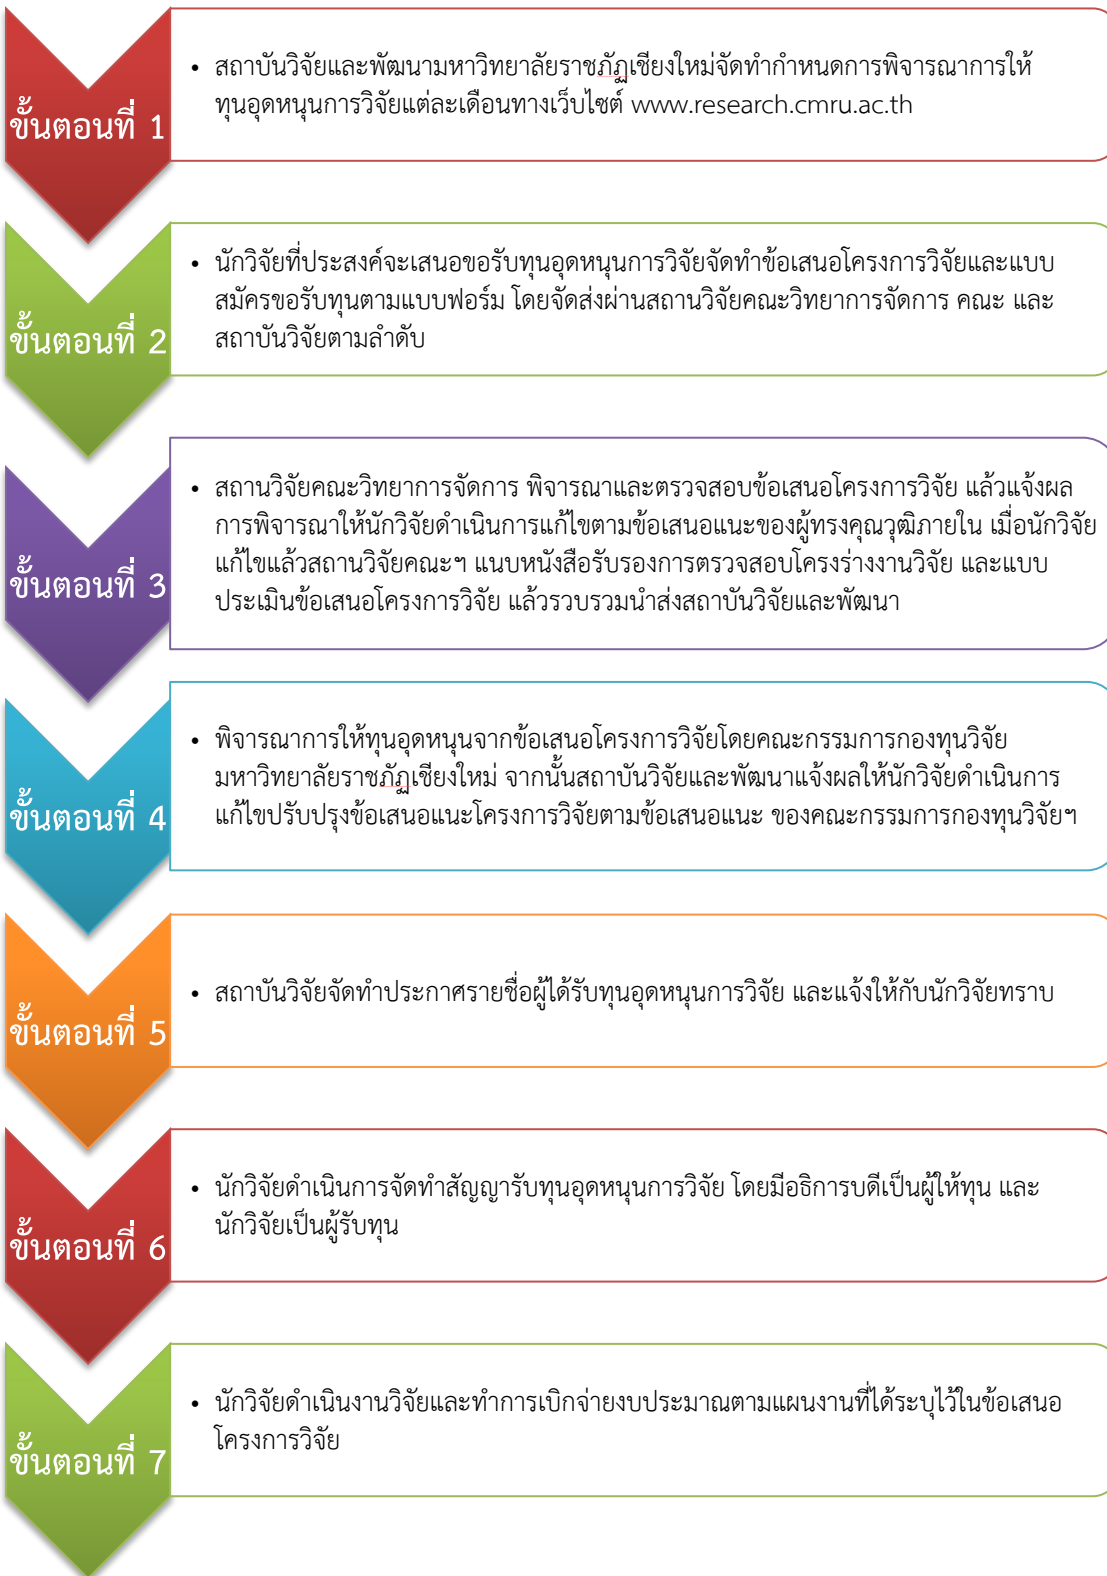 ขั้นตอนที่ 1
• สถาบันวิจัยและพัฒนามหาวิทยาลัยราชภัฏเชียงใหม่จัดทำกำหนดการพิจารณาการให้
ทุนอุดหนุนการวิจัยแต่ละเดือนทางเว็บไซต์ www.research.cmru.ac.th
ขั้นตอนที่ 2
• นักวิจัยที่ประสงค์จะเสนอขอรับทุนอุดหนุนการวิจัยจัดทำข้อเสนอโครงการวิจัยและแบบ
สมัครขอรับทุนตามแบบฟอร์ม โดยจัดส่งผ่านสถานวิจัยคณะวิทยาการจัดการ คณะ และ
สถาบันวิจัยตามลำดับ
ขั้นตอนที่ 3
• สถานวิจัยคณะวิทยาการจัดการ พิจารณาและตรวจสอบข้อเสนอโครงการวิจัย แล้วแจ้งผล
การพิจารณาให้นักวิจัยดำเนินการแก้ไขตามข้อเสนอแนะของผู้ทรงคุณวุฒิภายใน เมื่อนักวิจัย
แก้ไขแล้วสถานวิจัยคณะฯ แนบหนังสือรับรองการตรวจสอบโครงร่างงานวิจัย และแบบ
ประเมินข้อเสนอโครงการวิจัย แล้วรวบรวมนำส่งสถาบันวิจัยและพัฒนา
ขั้นตอนที่ 4
• พิจารณาการให้ทุนอุดหนุนจากข้อเสนอโครงการวิจัยโดยคณะกรรมการกองทุนวิจัย
มหาวิทยาลัยราชภัฏเชียงใหม่ จากนั้นสถาบันวิจัยและพัฒนาแจ้งผลให้นักวิจัยดำเนินการ
แก้ไขปรับปรุงข้อเสนอแนะโครงการวิจัยตามข้อเสนอแนะ ของคณะกรรมการกองทุนวิจัยฯ
ขั้นตอนที่ 5
• สถาบันวิจัยจัดทำประกาศรายชื่อผู้ได้รับทุนอุดหนุนการวิจัย และแจ้งให้กับนักวิจัยทราบ
ขั้นตอนที่ 6
• นักวิจัยดำเนินการจัดทำสัญญารับทุนอุดหนุนการวิจัย โดยมีอธิการบดีเป็นผู้ให้ทุน และ
นักวิจัยเป็นผู้รับทุน
ขั้นตอนที่ 7
• นักวิจัยดำเนินงานวิจัยและทำการเบิกจ่ายงบประมาณตามแผนงานที่ได้ระบุไว้ในข้อเสนอ
โครงการวิจัย